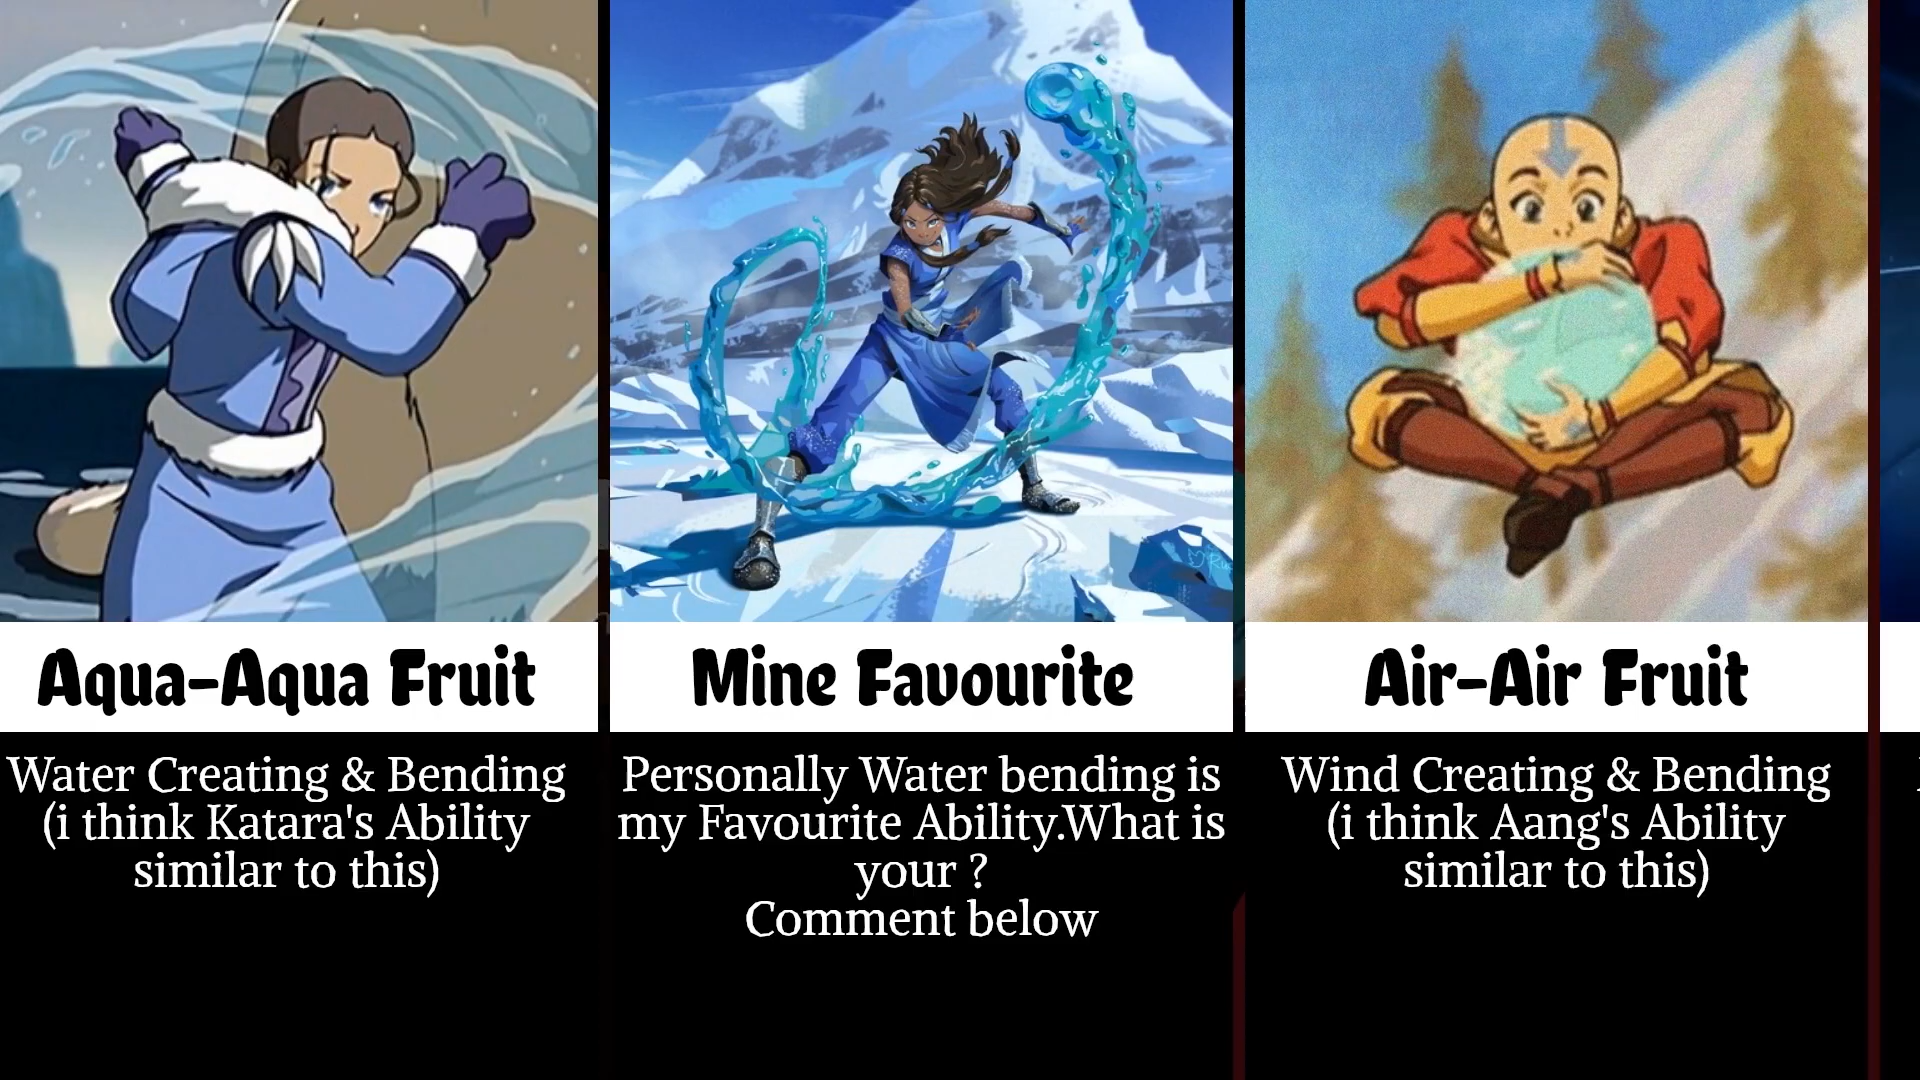 Aqua-Aqua Fruit
Water Creating & Bending
(i think Katara's Ability
similar to this)
Mine Favourite
Personally Water bending is
my Favourite Ability.What is
your ?
Comment below
Air-Air Fruit
Wind Creating & Bending
(i think Aang's Ability
similar to this)